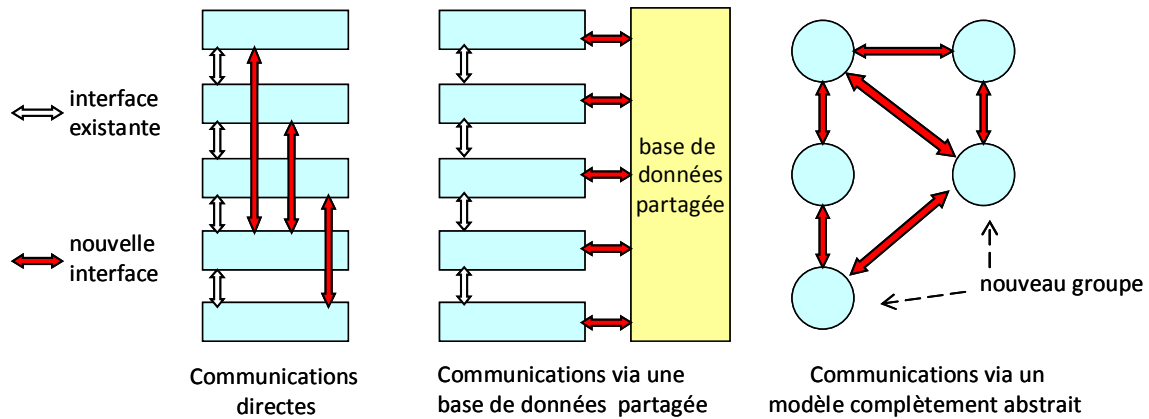 interface
existante
nouvelle
interface
base de
données
partagée
nouveau groupe
Communications
directes
Communications via une
base de données partagée
Communications via un
modèle complètement abstrait